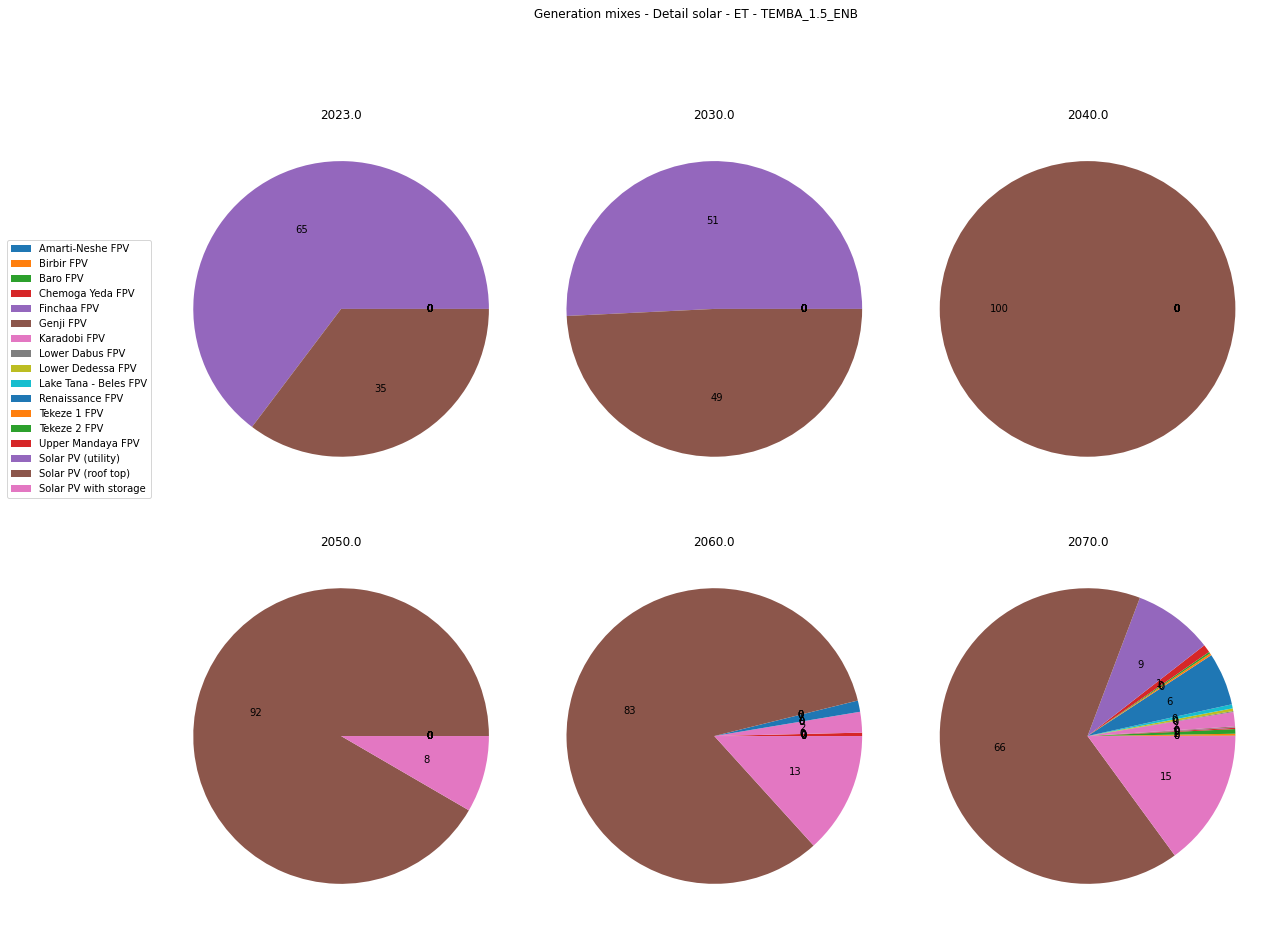 Generation mixes - Detail solar - ET - TEMBA_1.5_ENB
2023.0
2030.0
2040.0
65
0
35
51
0
49
100
0
Amarti-Neshe FPV
Birbir FPV
Baro FPV
Chemoga Yeda FPV
Finchaa FPV
Genji FPV
Karadobi FPV
Lower Dabus FPV
Lower Dedessa FPV
Lake Tana - Beles FPV
Renaissance FPV
Tekeze 1 FPV
Tekeze 2 FPV
Upper Mandaya FPV
Solar PV (utility)
Solar PV (roof top)
Solar PV with storage
2050.0
2060.0
2070.0
92
0
8
83
0
13
9
0
6
66
15